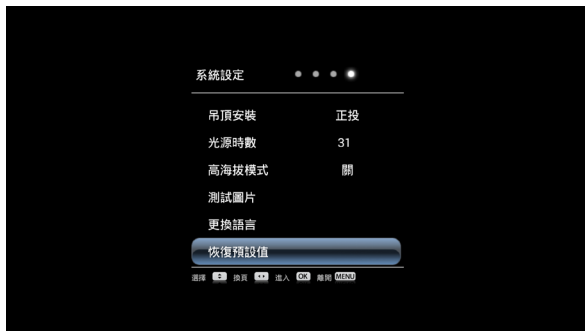 系統設定
吊頂安裝 正投
光源時數 31
高海拔模式 關
測試圖片
更換語言
恢復預設值
選擇 換頁 進入 OK 離開 MENU